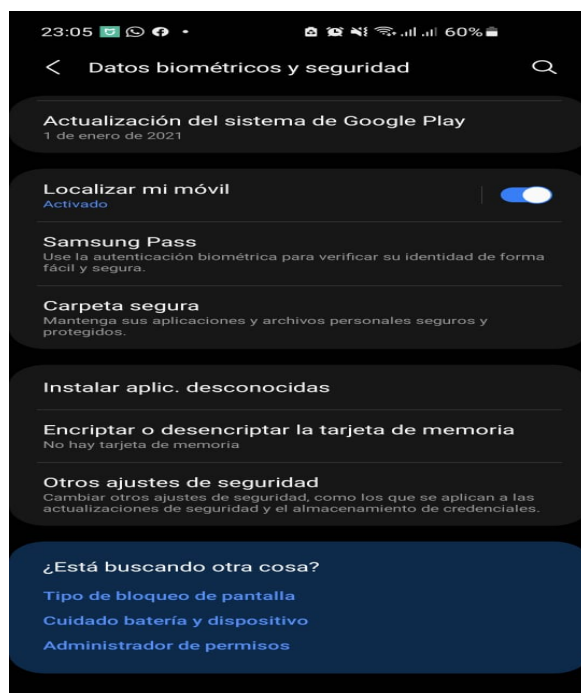 23:05 60%
Datos biométricos y seguridad
Actualización del sistema de Google Play
1 de enero de 2021
Localizar mi móvil
Activado
Samsung Pass
Use la autenticación biométrica para verificar su identidad de forma
fácil y segura.
Carpeta segura
Mantenga sus aplicaciones y archivos personales seguros y
protegidos.
Instalar aplic. desconocidas
Encriptar o desencriptar la tarjeta de memoria
No hay tarjeta de memoria
Otros ajustes de seguridad
Cambiar otros ajustes de seguridad, como los que se aplican a las
actualizaciones de seguridad y el almacenamiento de credenciales.
¿Está buscando otra cosa?
Tipo de bloqueo de pantalla
Cuidado batería y dispositivo
Administrador de permisos